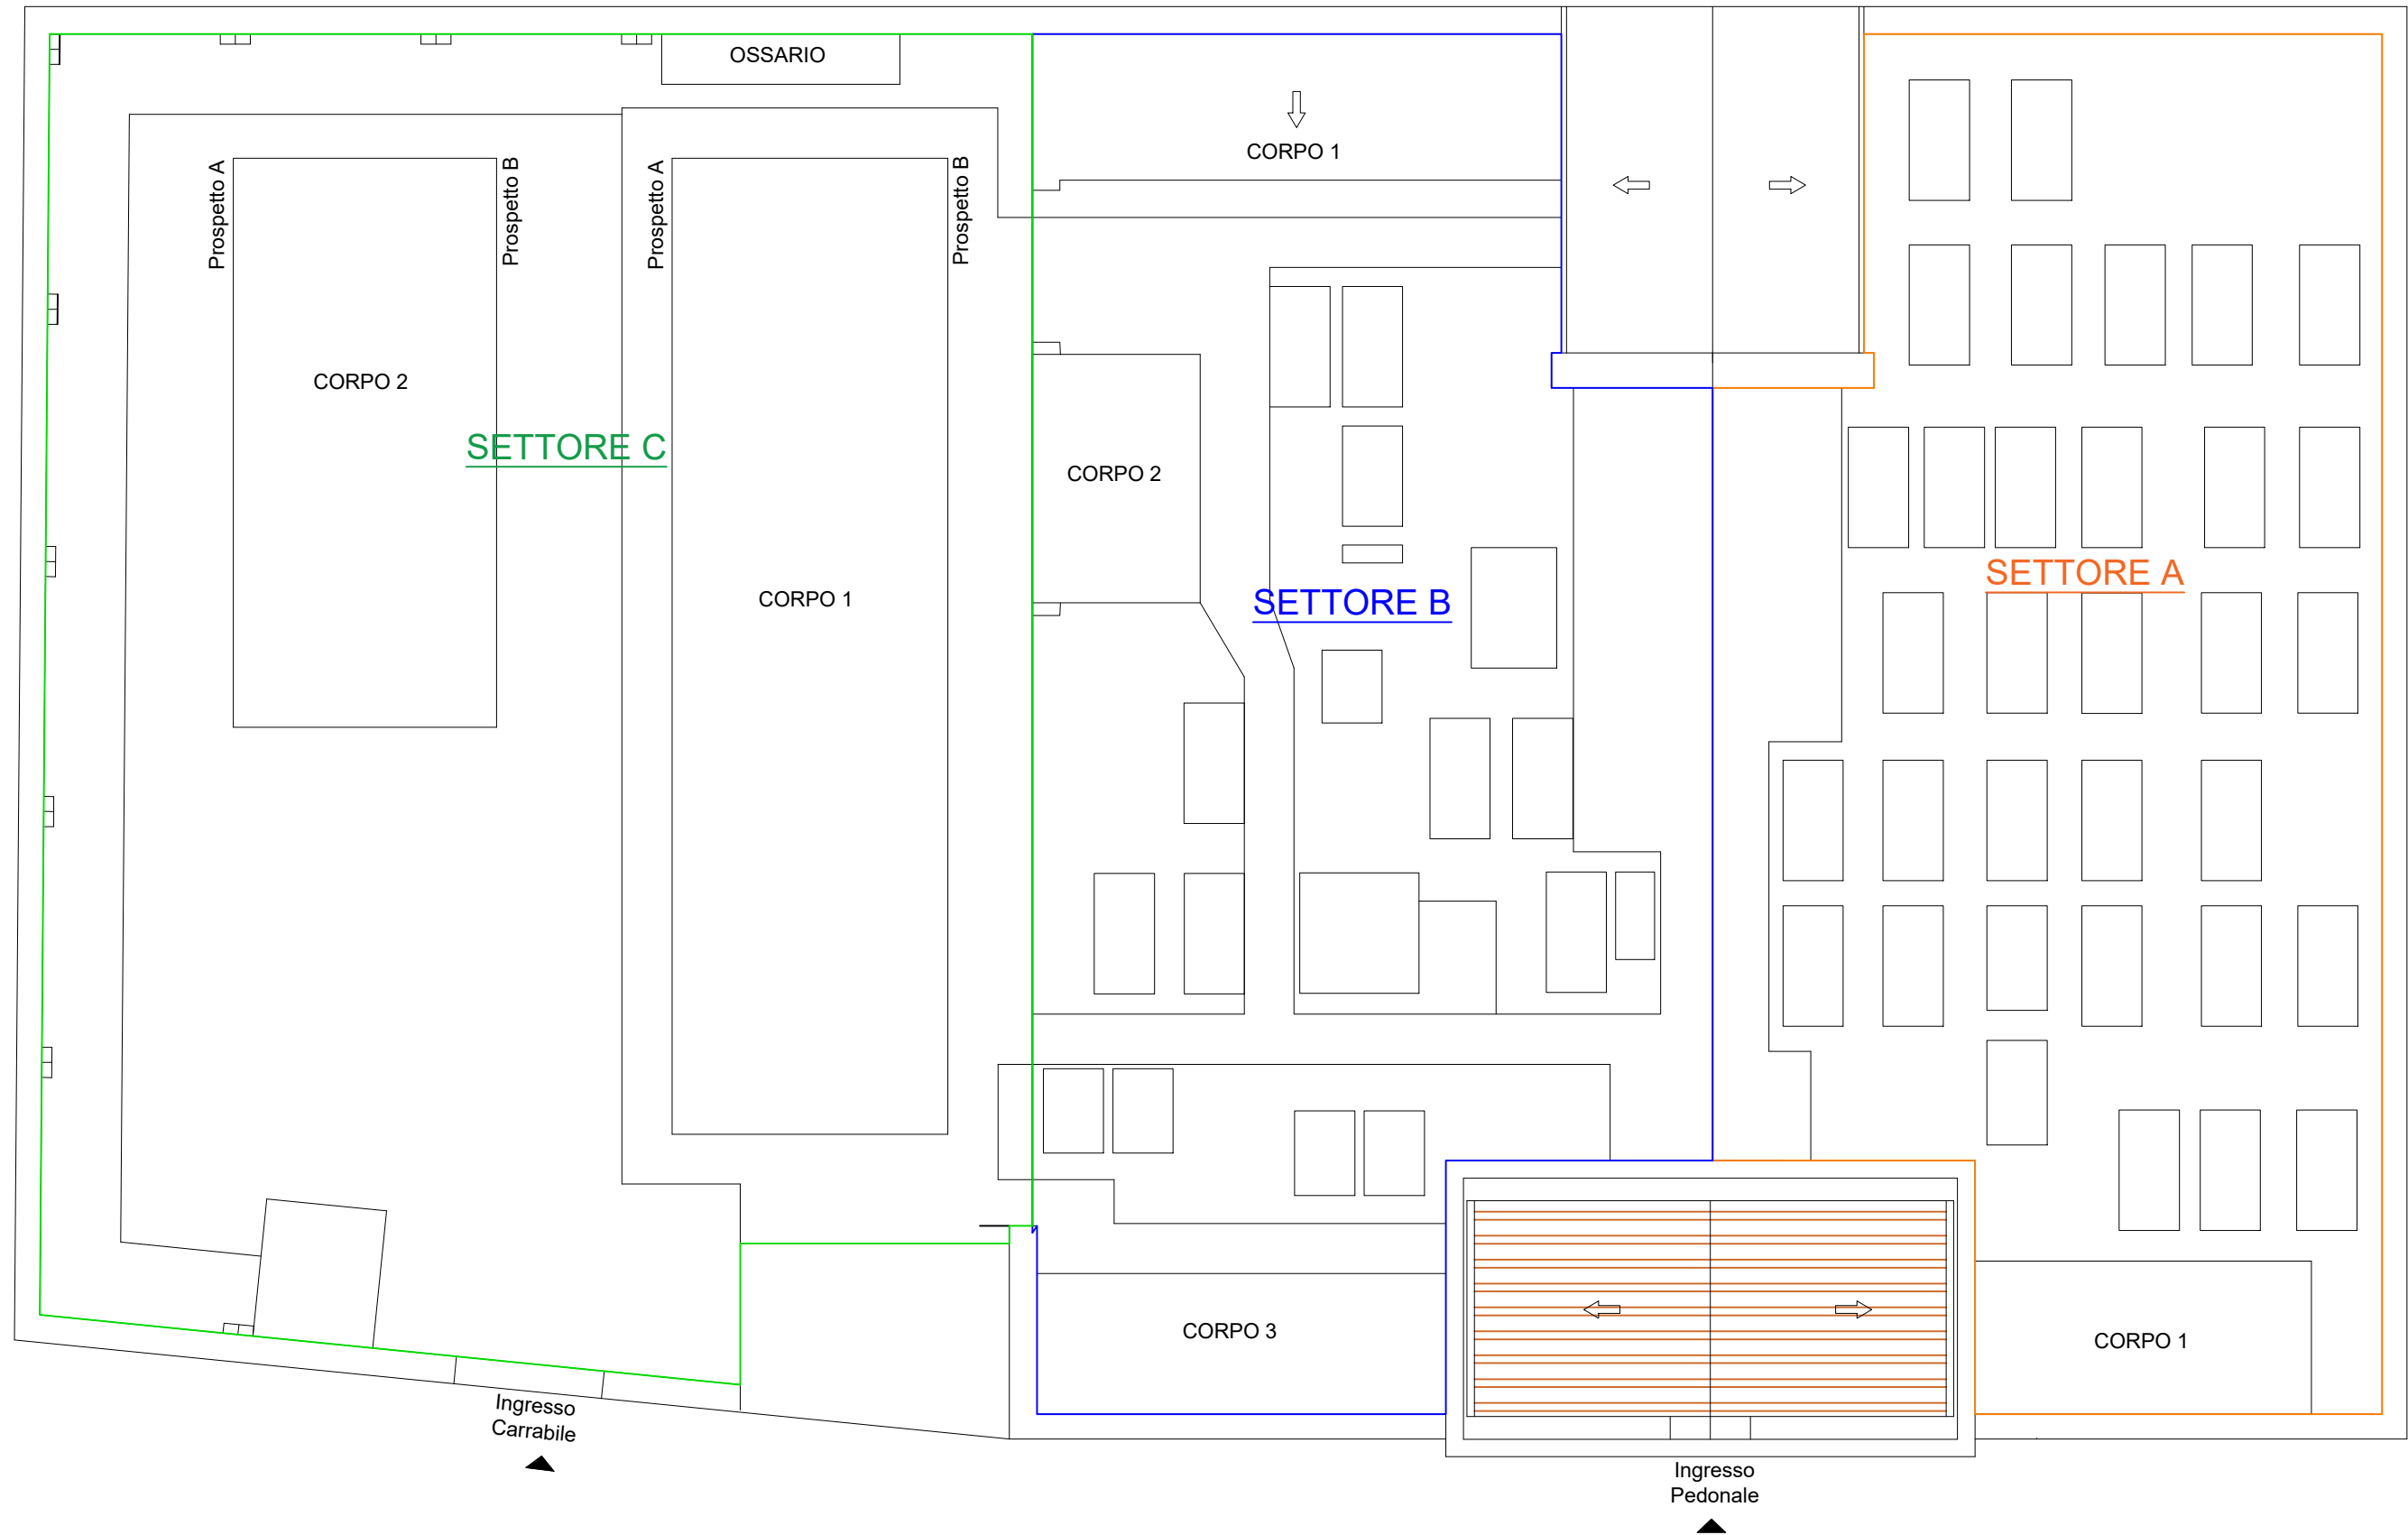 OSSARIO
CORPO 1
Prospetto A
Prospetto B
Prospetto A
Prospetto B
CORPO 2
SETTORE C
CORPO 2
SETTORE A
CORPO 1
SETTORE B
CORPO 3
CORPO 1
Ingresso
Carrabile
Ingresso
Pedonale